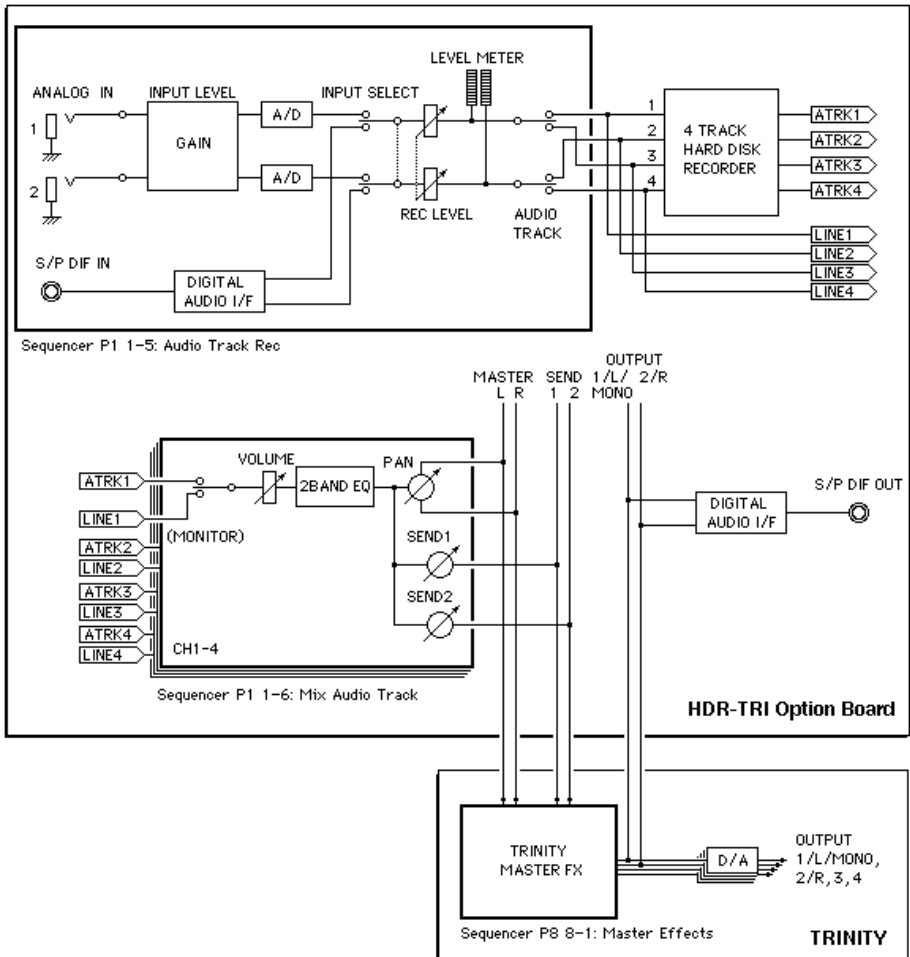 LEVEL METER
ANALOG IN
INPUT LEVEL
INPUT SELECT
1
GAIN
A/D
2
A/D
REC LEVEL
AUDIO
TRACK
1
2
3
4
4 TRACK
HARD DISK
RECORDER
ATRK1
ATRK2
ATRK3
ATRK4
LINE1
LINE2
LINE3
LINE4
S/P DIF IN
DIGITAL
AUDIO I/F
Sequencer P1 1-5: Audio Track Rec
MASTER
L R
SEND
1 2
OUTPUT
1/L/ 2/R
MONO
ATRK1
LINE1
ATRK2
LINE2
ATRK3
LINE3
ATRK4
LINE4
VOLUME
2BAND EQ
PAN
(MONITOR)
SEND1
SEND2
CH1-4
Sequencer P1 1-6: Mix Audio Track
DIGITAL
AUDIO I/F
S/P DIF OUT
HDR-TRI Option Board
TRINITY
MASTER FX
D/A
OUTPUT
1/L/MONO,
2/R,3,4
Sequencer P8 8-1: Master Effects
TRINITY